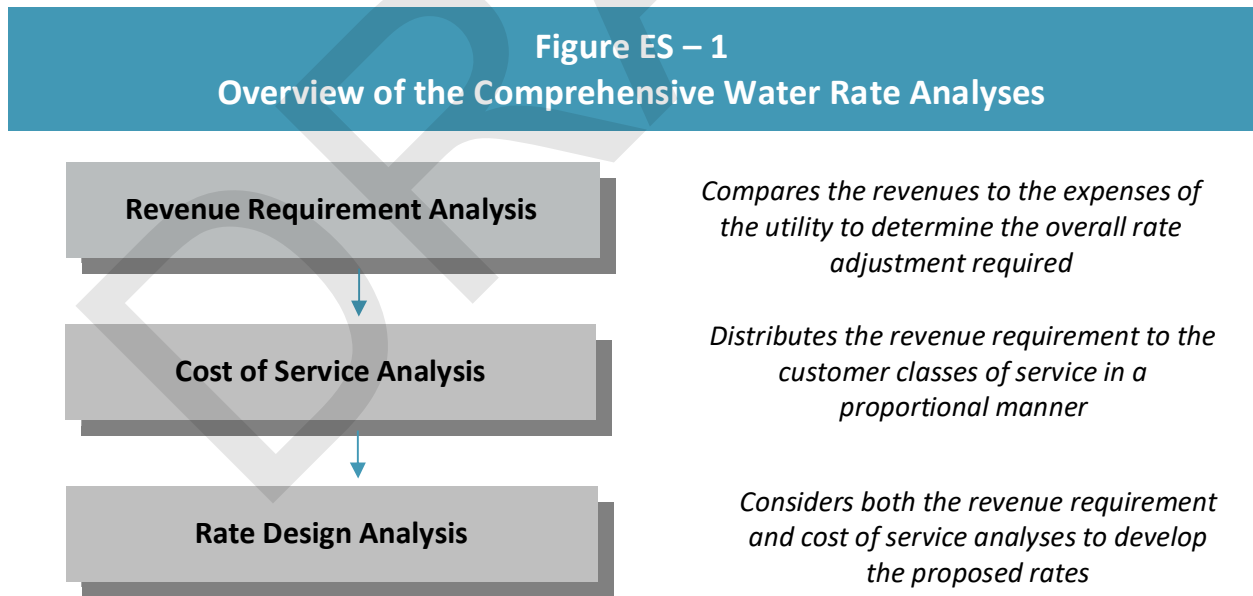 Figure ES – 1
Overview of the Comprehensive Water Rate Analyses
Revenue Requirement Analysis
Compares the revenues to the expenses of
the utility to determine the overall rate
adjustment required
Cost of Service Analysis
Distributes the revenue requirement to the
customer classes of service in a
proportional manner
Rate Design Analysis
Considers both the revenue requirement
and cost of service analyses to develop
the proposed rates